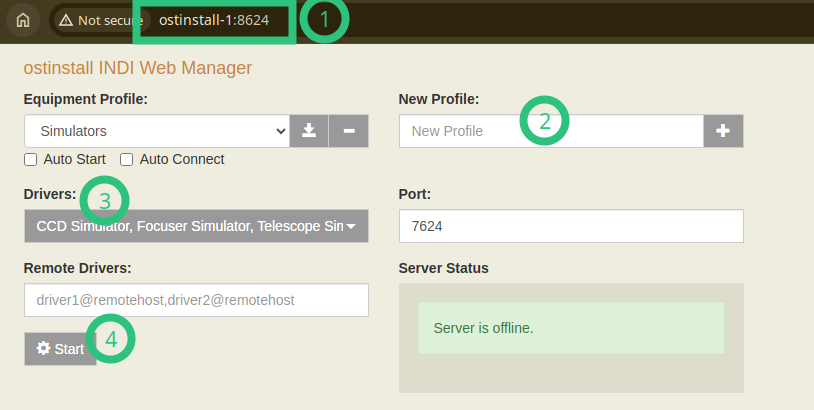 Not secure ostinstall-1:8624 1
ostinstall INDI Web Manager
Equipment Profile:
Simulators
Auto Start Auto Connect
New Profile:
New Profile 2
Drivers: 3
CCD Simulator, Focuser Simulator, Telescope Sim
Port:
7624
Remote Drivers:
driver1@remotehost,driver2@remotehost
Start 4
Server Status
Server is offline.